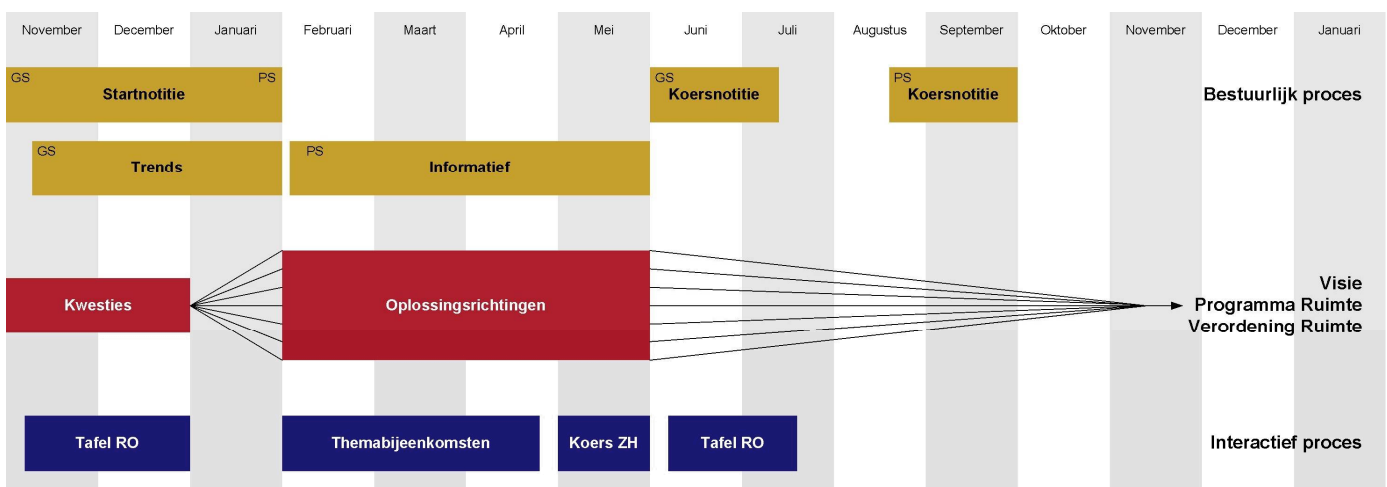 November December Januari Februari Maart April Mei Juni Juli Augustus September Oktober November December Januari
GS PS GS PS
Startnotitie Koersnotitie Koersnotitie Bestuurlijk proces
GS PS
Trends Informatief
Visie
Kwesties Oplossingsrichtingen Programma Ruimte
Verordening Ruimte
Tafel RO Themabijeenkomsten Koers ZH Tafel RO Interactief proces